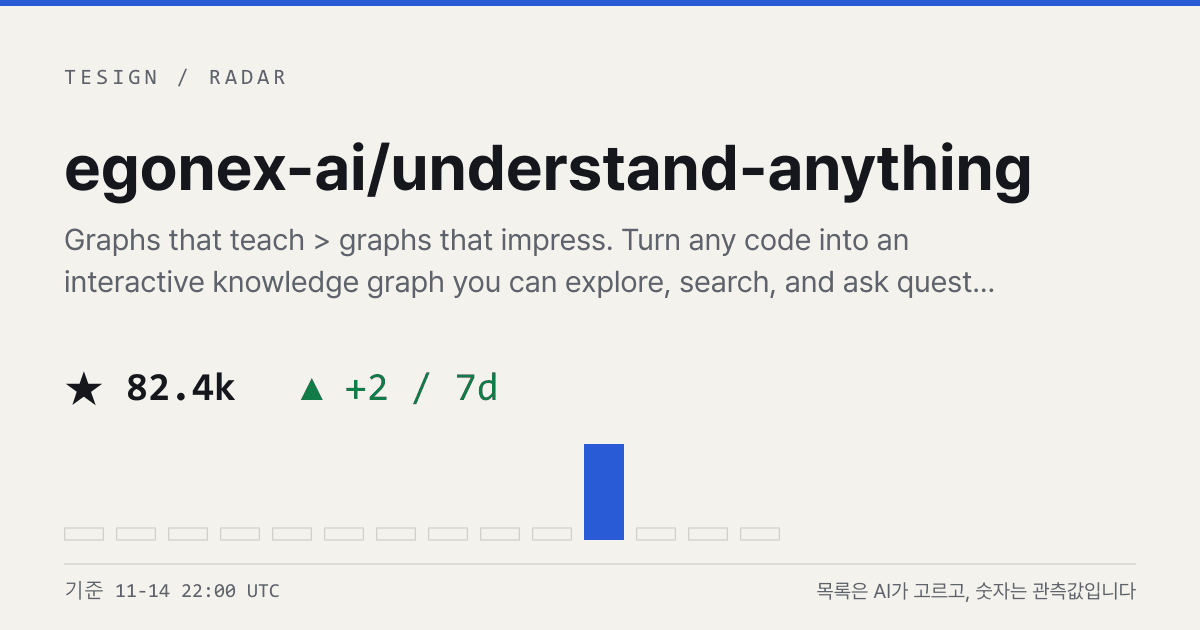 TESIGN / RADAR
egonex-ai/understand-anything
Graphs that teach > graphs that impress. Turn any code into an
interactive knowledge graph you can explore, search, and ask quest...
★ 82.4k ▲ +2 / 7d
기준 11-14 22:00 UTC
목록은 AI가 고르고, 숫자는 관측값입니다